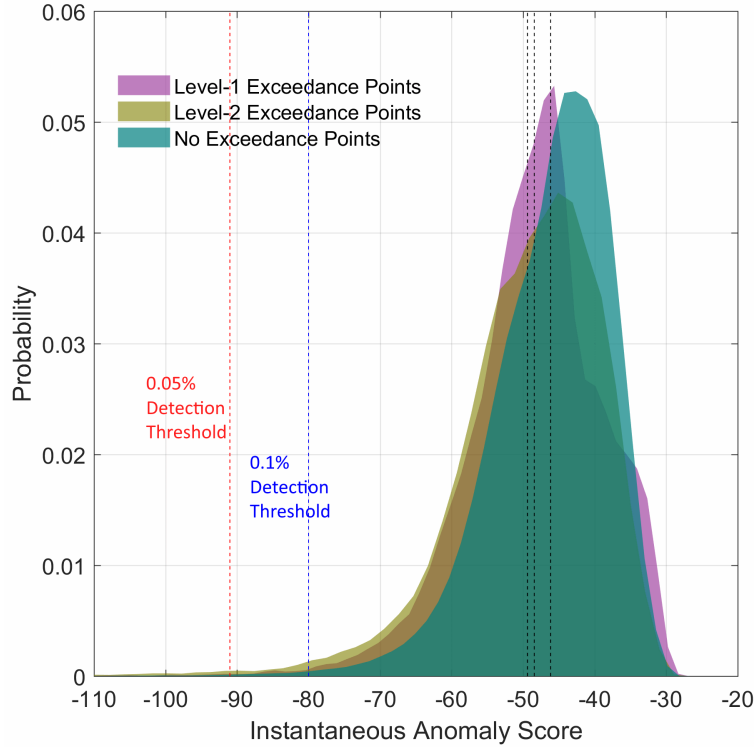 0.06
0.05
0.04
0.03
0.02
0.01
0
Probability
Level-1 Exceedance Points
Level-2 Exceedance Points
No Exceedance Points
0.05%
Detection
Threshold
0.1%
Detection
Threshold
-110 -100 -90 -80 -70 -60 -50 -40 -30 -20
Instantaneous Anomaly Score